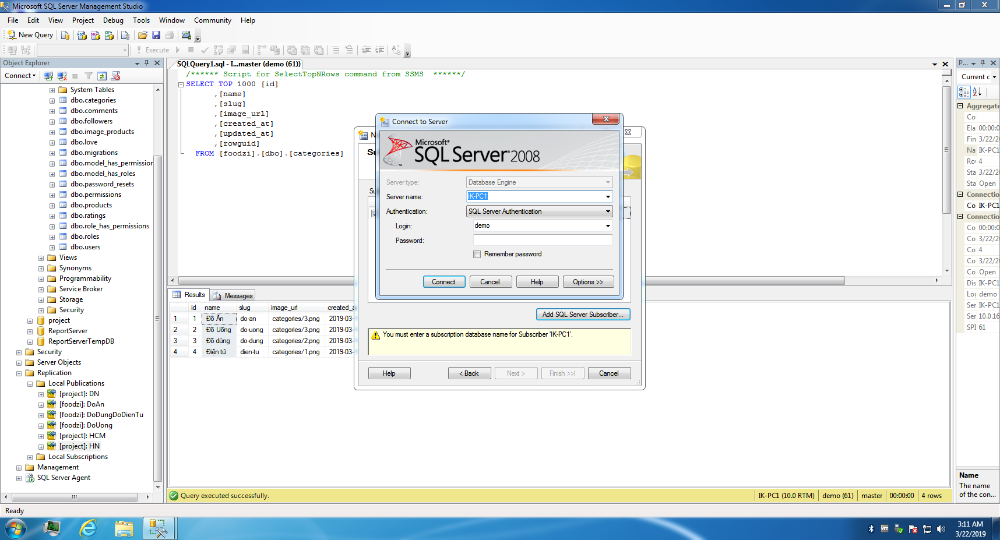 Microsoft SQL Server Management Studio
File Edit View Project Debug Tools Window Community Help
New Query
Execute
Object Explorer
Connect
System Tables
dbo.categories
dbo.comments
dbo.followers
dbo.image_products
dbo.love
dbo.migrations
dbo.model_has_permission
dbo.model_has_roles
dbo.password_resets
dbo.permissions
dbo.products
dbo.ratings
dbo.role_has_permissions
dbo.roles
dbo.users
Views
Synonyms
Programmability
Service Broker
Storage
Security
project
ReportServer
ReportServerTempDB
Security
Server Objects
Replication
Local Publications
[project]: DN
[foodzi]: DoAn
[foodzi]: DoDungDoDienTu
[foodzi]: DoUong
[project]: HCM
[project]: HN
Local Subscriptions
Management
SQL Server Agent
SQLQuery1.sql - I...master (demo (61))
/****** Script for SelectTopNRows command from SSMS ******/
SELECT TOP 1000 [id]
,[name]
,[slug]
,[image_url]
,[created_at]
,[updated_at]
,[rowguid]
FROM [foodzi].[dbo].[categories]
Connect to Server
Microsoft®
SQL Server 2008
Server type: Database Engine
Server name: IK-PC1
Authentication: SQL Server Authentication
Login: demo
Password:
Remember password
Connect Cancel Help Options >>
Add SQL Server Subscriber...
You must enter a subscription database name for Subscriber 'IK-PC1'.
Help < Back Next > Finish >>| Cancel
Results Messages
id name slug image_url created_a
1 1 Đồ Ăn do-an categories/3.png 2019-03-
2 2 Đồ Uống do-uong categories/3.png 2019-03-
3 3 Đồ dùng do-dung categories/2.png 2019-03-
4 4 Điện tử dien-tu categories/1.png 2019-03-
Query executed successfully. IK-PC1 (10.0 RTM) demo (61) master 00:00:00 4 rows
P...
Current c
Aggregate
Co
Ela 00:00:0
Fin 3/22/2
Na IK-PC1
Rov 4
Sta 3/22/2
Sta Open
Connectio
Co IK-PC1
Connectio
Co 00:00:0
Co 3/22/2
Co 4
Co 3/22/2
Co Open
Dis IK-PC1
Log demo
Ser IK-PC1
Ser 10.0.16
SPI 61
Name
The name
of the con...
Ready
3:11 AM
3/22/2019